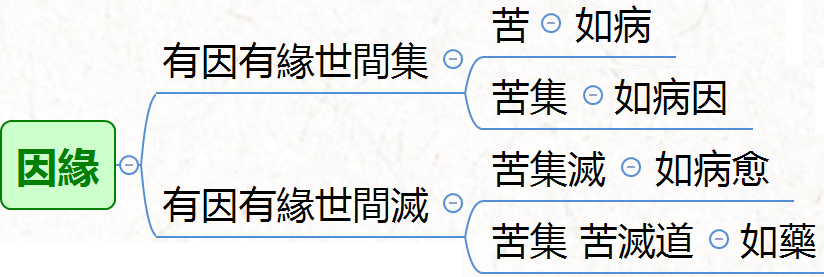 因緣
有因有緣世間集
苦 如病
苦集 如病因
有因有緣世間滅
苦集滅 如病愈
苦集 苦滅道 如藥